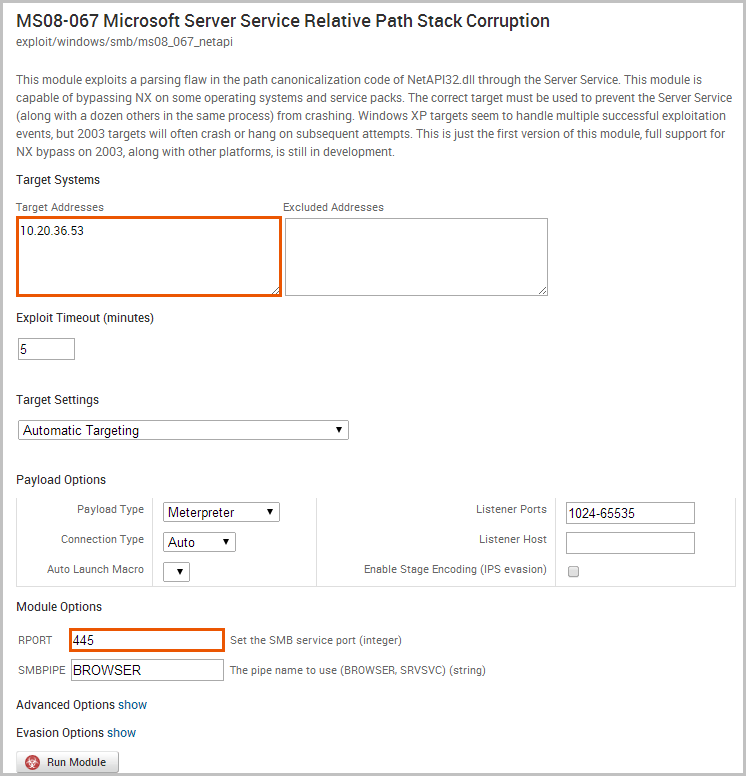 MS08-067 Microsoft Server Service Relative Path Stack Corruption
exploit/windows/smb/ms08_067_netapi
This module exploits a parsing flaw in the path canonicalization code of NetAPI32.dll through the Server Service. This module is
capable of bypassing NX on some operating systems and service packs. The correct target must be used to prevent the Server Service
(along with a dozen others in the same process) from crashing. Windows XP targets seem to handle multiple successful exploitation
events, but 2003 targets will often crash or hang on subsequent attempts. This is just the first version of this module, full support for
NX bypass on 2003, along with other platforms, is still in development.
Target Systems
Target Addresses Excluded Addresses
10.20.36.53
Exploit Timeout (minutes)
5
Target Settings
Automatic Targeting
Payload Options
Payload Type Meterpreter Listener Ports 1024-65535
Connection Type Auto Listener Host
Auto Launch Macro Enable Stage Encoding (IPS evasion)
Module Options
RPORT 445 Set the SMB service port (integer)
SMBPIPE BROWSER The pipe name to use (BROWSER, SRVSVC) (string)
Advanced Options show
Evasion Options show
Run Module